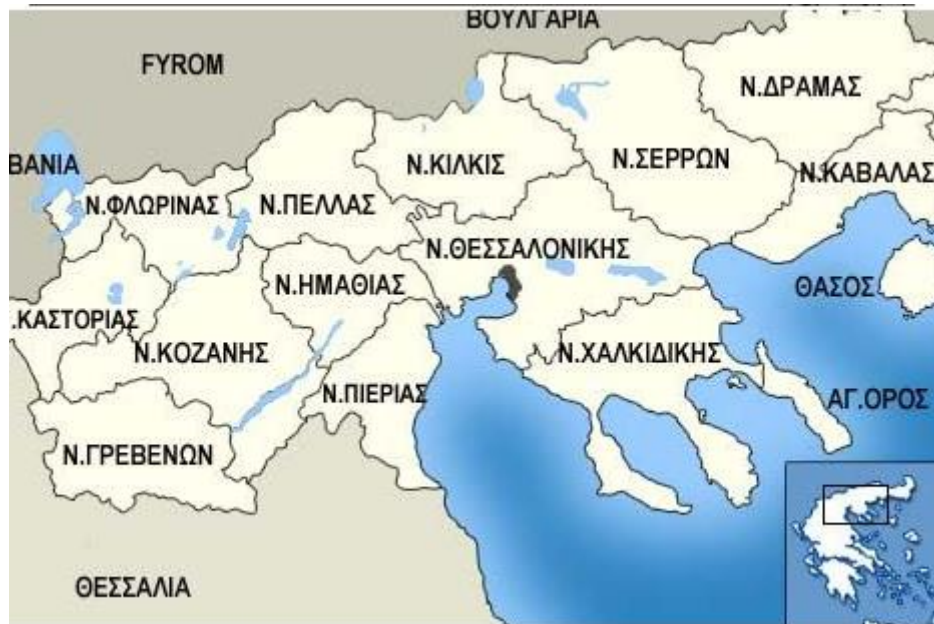 ΒΟΥΛΓΑΡΙΑ
FYROM
Ν.ΔΡΑΜΑΣ
ΒΑΝΙΑ
Ν.ΚΙΛΚΙΣ
Ν.ΣΕΡΡΩΝ
Ν.ΚΑΒΑΛΑΣ
Ν.ΦΛΩΡΙΝΑΣ
Ν.ΠΕΛΛΑΣ
Ν.ΘΕΣΣΑΛΟΝΙΚΗΣ
Ν.ΗΜΑΘΙΑΣ
ΘΑΣΟΣ
.ΚΑΣΤΟΡΙΑΣ
Ν.ΚΟΖΑΝΗΣ
Ν.ΧΑΛΚΙΔΙΚΗΣ
Ν.ΠΙΕΡΙΑΣ
ΑΓ.ΟΡΟΣ
Ν.ΓΡΕΒΕΝΩΝ
ΘΕΣΣΑΛΙΑ